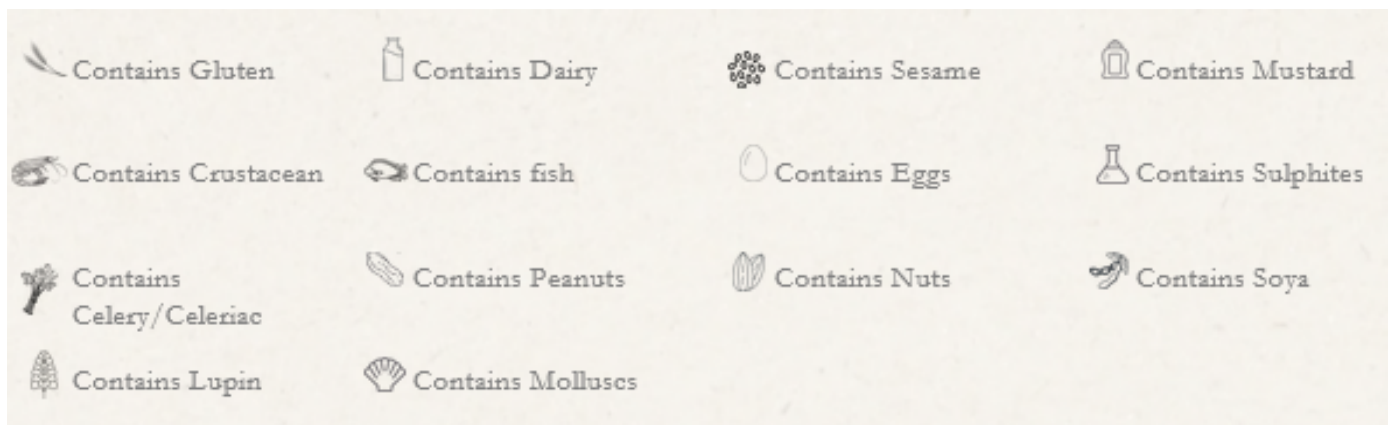 Contains Gluten
Contains Dairy
Contains Sesame
Contains Mustard
Contains Crustacean
Contains fish
Contains Eggs
Contains Sulphites
Contains
Celery/Celeriac
Contains Peanuts
Contains Nuts
Contains Soya
Contains Lupin
Contains Molluscs